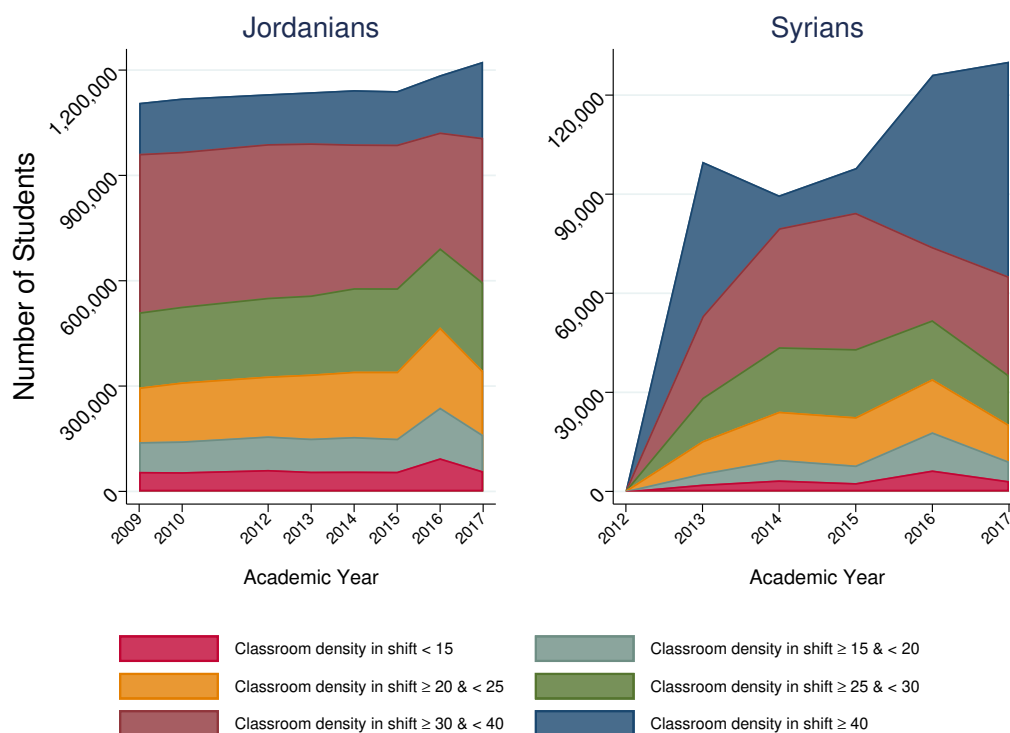 Jordanians
Syrians
Number of Students
1,200,000
900,000
600,000
300,000
0
2009
2010
2012
2013
2014
2015
2016
2017
Academic Year
120,000
90,000
60,000
30,000
0
2012
2013
2014
2015
2016
2017
Academic Year
Classroom density in shift < 15
Classroom density in shift ≥ 15 & < 20
Classroom density in shift ≥ 20 & < 25
Classroom density in shift ≥ 25 & < 30
Classroom density in shift ≥ 30 & < 40
Classroom density in shift ≥ 40